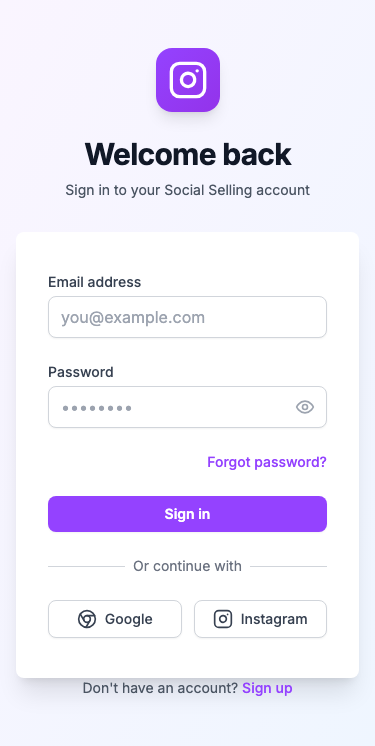 Welcome back
Sign in to your Social Selling account
Email address
you@example.com
Password
••••••••
Forgot password?
Sign in
Or continue with
Google
Instagram
Don't have an account? Sign up